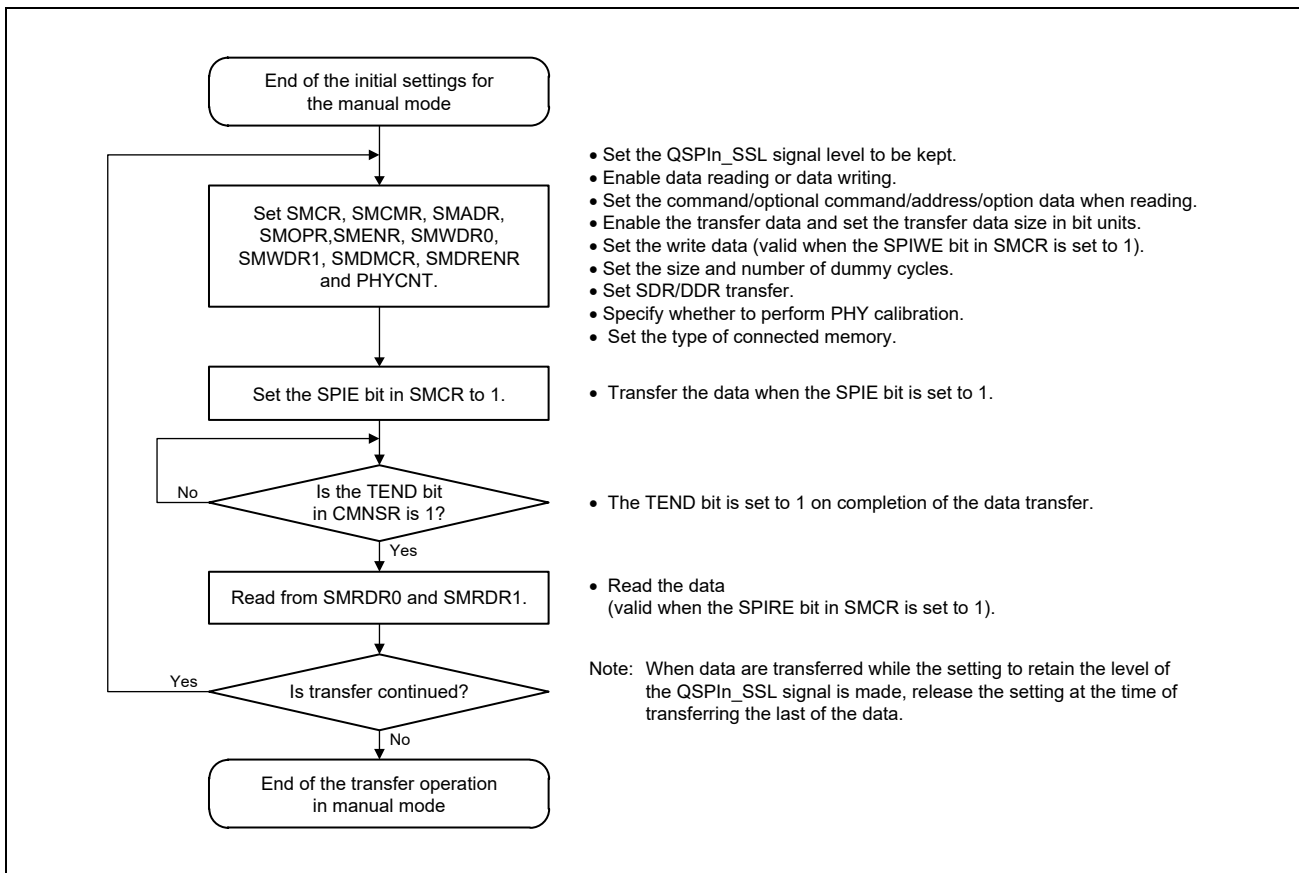 End of the initial settings for
the manual mode
• Set the QSPIn_SSL signal level to be kept.
• Enable data reading or data writing.
• Set the command/optional command/address/option data when reading.
• Enable the transfer data and set the transfer data size in bit units.
• Set the write data (valid when the SPIWE bit in SMCR is set to 1).
• Set the size and number of dummy cycles.
• Set SDR/DDR transfer.
• Specify whether to perform PHY calibration.
• Set the type of connected memory.
Set SMCR, SMCMR, SMADR,
SMOPR,SMENR, SMWDR0,
SMWDR1, SMDMCR, SMDRENR
and PHYCNT.
Set the SPIE bit in SMCR to 1.
• Transfer the data when the SPIE bit is set to 1.
No
Is the TEND bit
in CMNSR is 1?
• The TEND bit is set to 1 on completion of the data transfer.
Yes
Read from SMRDR0 and SMRDR1.
• Read the data
(valid when the SPIRE bit in SMCR is set to 1).
Yes
Is transfer continued?
Note: When data are transferred while the setting to retain the level of
the QSPIn_SSL signal is made, release the setting at the time of
transferring the last of the data.
No
End of the transfer operation
in manual mode